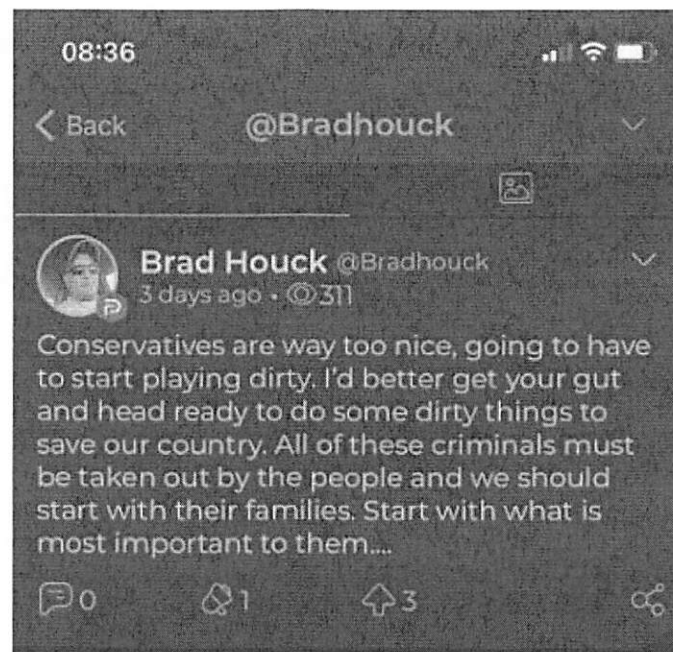 08:36
Back @Bradhouck
Brad Houck @Bradhouck
3 days ago • 311
Conservatives are way too nice, going to have
to start playing dirty. I'd better get your gut
and head ready to do some dirty things to
save our country. All of these criminals must
be taken out by the people and we should
start with their families. Start with what is
most important to them....
0 1 3